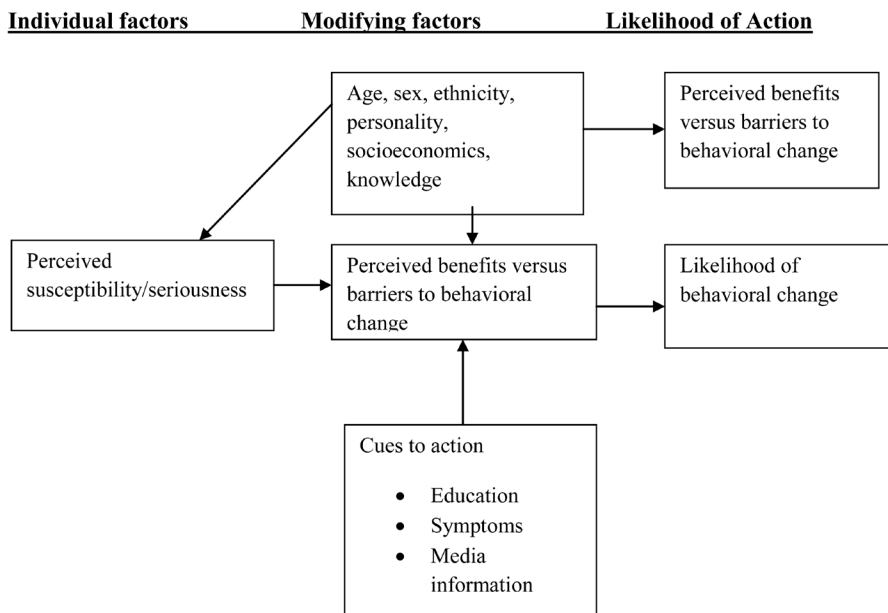 Individual factors Modifying factors Likelihood of Action
Age, sex, ethnicity,
personality,
socioeconomics,
knowledge
Perceived benefits
versus barriers to
behavioral change
Perceived
susceptibility/seriousness
Perceived benefits versus
barriers to behavioral
change
Likelihood of
behavioral change
Cues to action
• Education
• Symptoms
• Media
information